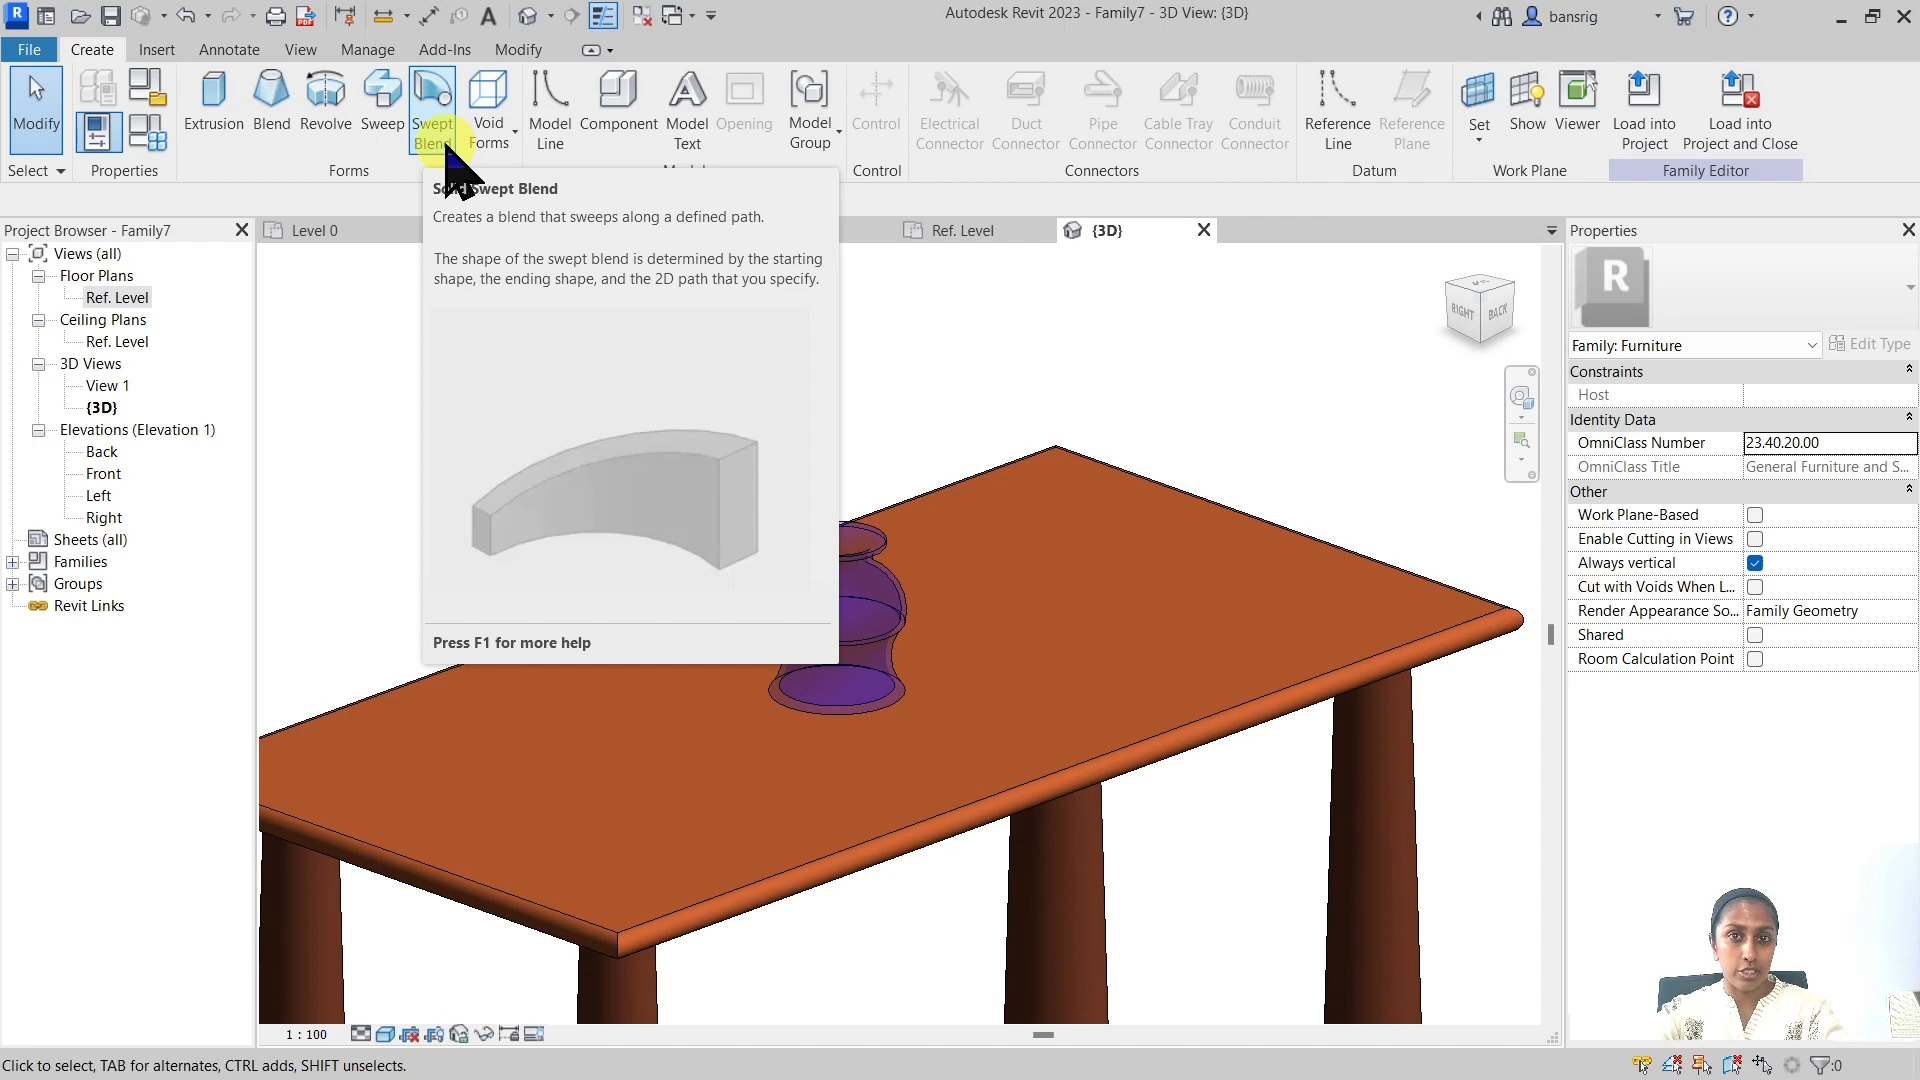 Autodesk Revit 2023 - Family7 - 3D View: {3D}
bansrig
File Create Insert Annotate View Manage Add-Ins Modify
Modify
Extrusion Blend Revolve Sweep Swept Blend
Void Forms
Model Line
Component
Model Text
Opening
Model Group
Control
Electrical Connector
Duct Connector
Pipe Connector
Cable Tray Connector
Conduit Connector
Reference Line
Reference Plane
Set Show Viewer
Load into Project
Load into Project and Close
Select Properties Forms Control Connectors Datum Work Plane Family Editor
Solid Swept Blend
Creates a blend that sweeps along a defined path.
The shape of the swept blend is determined by the starting
shape, the ending shape, and the 2D path that you specify.
Press F1 for more help
Project Browser - Family7
Views (all)
Floor Plans
Ref. Level
Ceiling Plans
Ref. Level
3D Views
View 1
{3D}
Elevations (Elevation 1)
Back
Front
Left
Right
Sheets (all)
Families
Groups
Revit Links
Level 0
Ref. Level
{3D}
RIGHT
BACK
Properties
R
Family: Furniture
Edit Type
Constraints
Host
Identity Data
OmniClass Number 23.40.20.00
OmniClass Title General Furniture and S...
Other
Work Plane-Based
Enable Cutting in Views
Always vertical
Cut with Voids When L...
Render Appearance So... Family Geometry
Shared
Room Calculation Point
1 : 100
Click to select, TAB for alternates, CTRL adds, SHIFT unselects.
:0